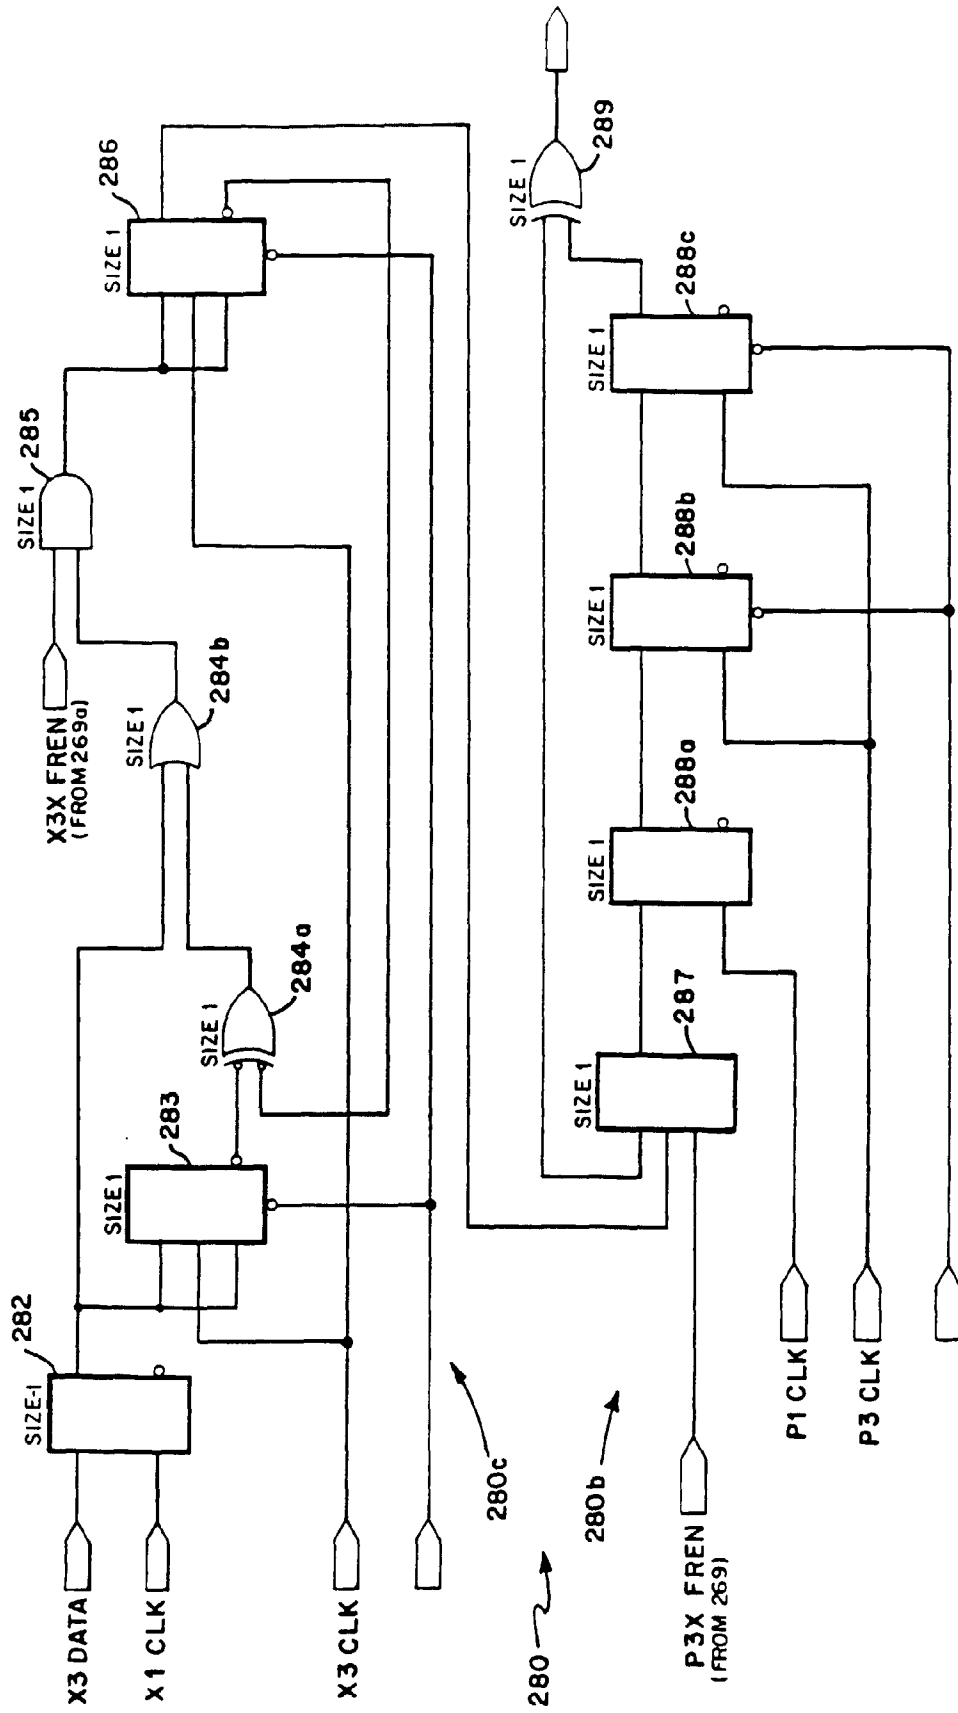 X3 DATA
X1 CLK
SIZE-1
282
SIZE 1
283
SIZE 1
284a
SIZE 1
284b
X3X FREN
(FROM 269a)
SIZE 1
285
SIZE 1
286
X3 CLK
280c
280
280b
P3X FREN
(FROM 269)
P1 CLK
P3 CLK
SIZE 1
287
SIZE 1
288a
SIZE 1
288b
SIZE 1
288c
SIZE 1
289